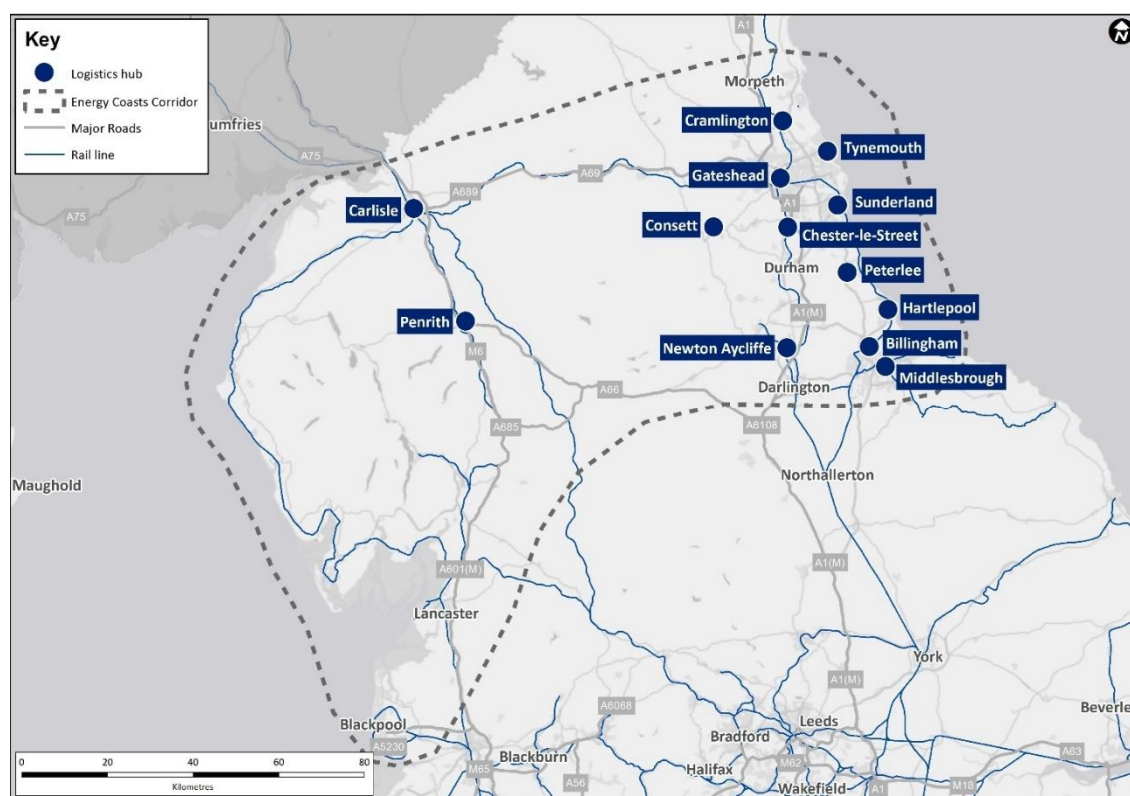 Key
Logistics hub
Energy Coasts Corridor
Major Roads
Rail line
N
A1
Morpeth
Cramlington
Tynemouth
umfries
A75
A75
A689
A69
Gateshead
Carlisle
A1
Sunderland
Consett
Chester-le-Street
Durham
Peterlee
Penrith
A1(M)
Hartlepool
M6
Newton Aycliffe
Billingham
Middlesbrough
A66
Darlington
A685
A6108
Maughold
Northallerton
A601(M)
A1(M)
Lancaster
York
A1(M)
A6068
Beverle
Blackpool
Leeds
Bradford
A5230
Blackburn
A63
M65
Halifax
M62
A56
Wakefield
A1
M18
0 20 40 60 80
Kilometres